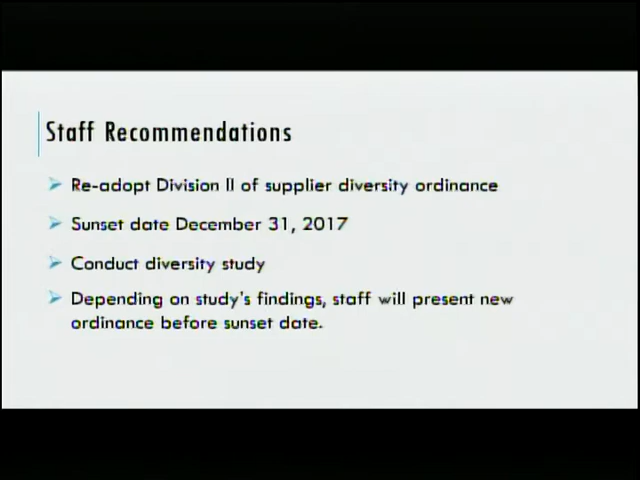 Staff Recommendations
Re-adopt Division II of supplier diversity ordinance
Sunset date December 31, 2017
Conduct diversity study
Depending on study's findings, staff will present new
ordinance before sunset date.